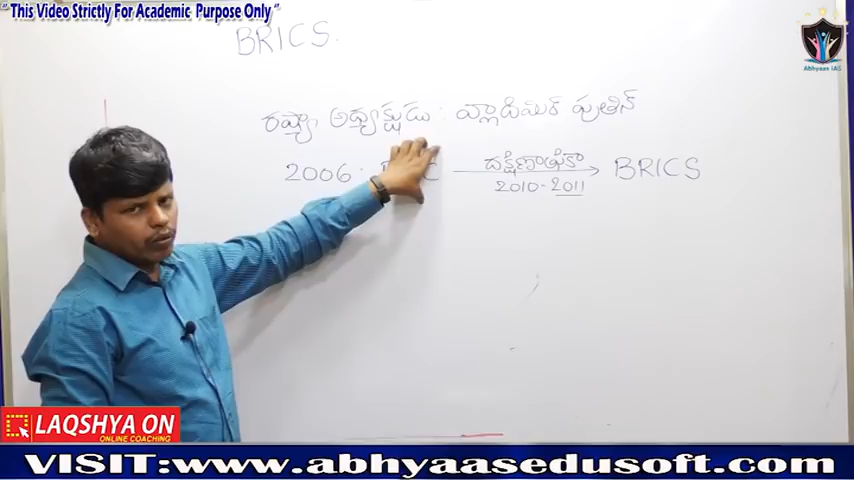 "This Video Strictly For Academic Purpose Only"
BRICS.
Abhyaas IAS
రష్యా అధ్యక్షుడు : వ్లాదిమిర్ పుతిన్
2006 :
దక్షిణాఫ్రికా
2010-2011
BRICS
LAQSHYA ON
ONLINE COACHING
VISIT:www.abhyaasedusoft.com